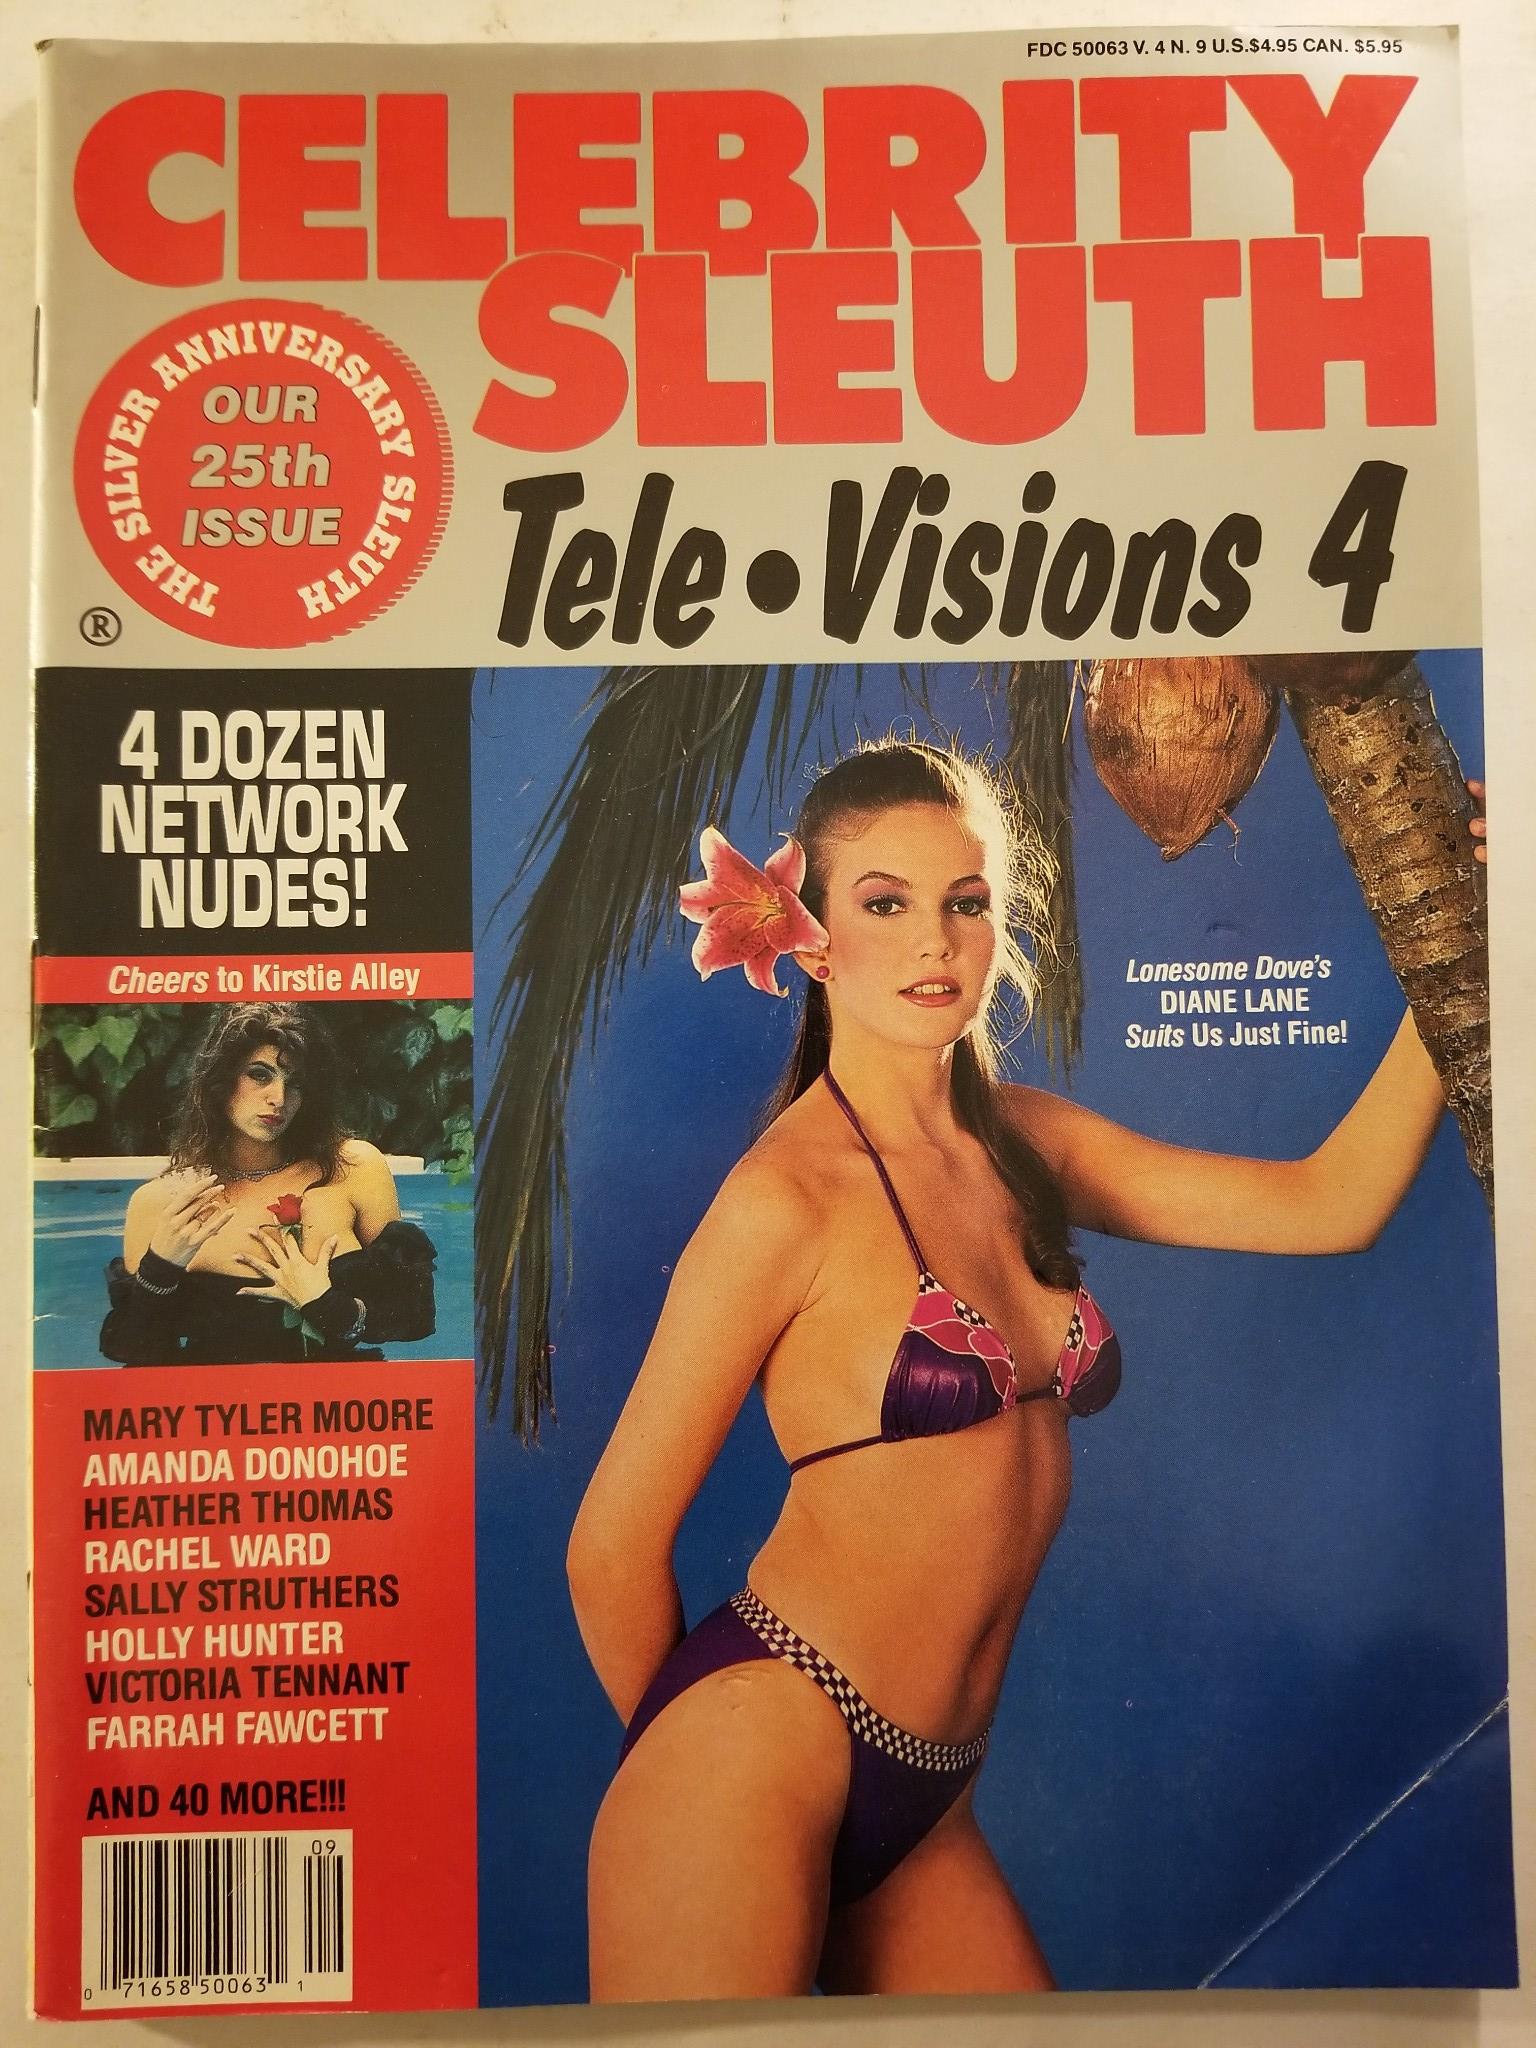 FDC 50063 V. 4 N. 9 U.S.$4.95 CAN. $5.95
CELEBRITY
SLEUTH
THE SILVER ANNIVERSARY SLEUTH
OUR
25th
ISSUE
®
Tele•Visions 4
4 DOZEN
NETWORK
NUDES!
Cheers to Kirstie Alley
Lonesome Dove's
DIANE LANE
Suits Us Just Fine!
MARY TYLER MOORE
AMANDA DONOHOE
HEATHER THOMAS
RACHEL WARD
SALLY STRUTHERS
HOLLY HUNTER
VICTORIA TENNANT
FARRAH FAWCETT
AND 40 MORE!!!
09
0 71658 50063 1